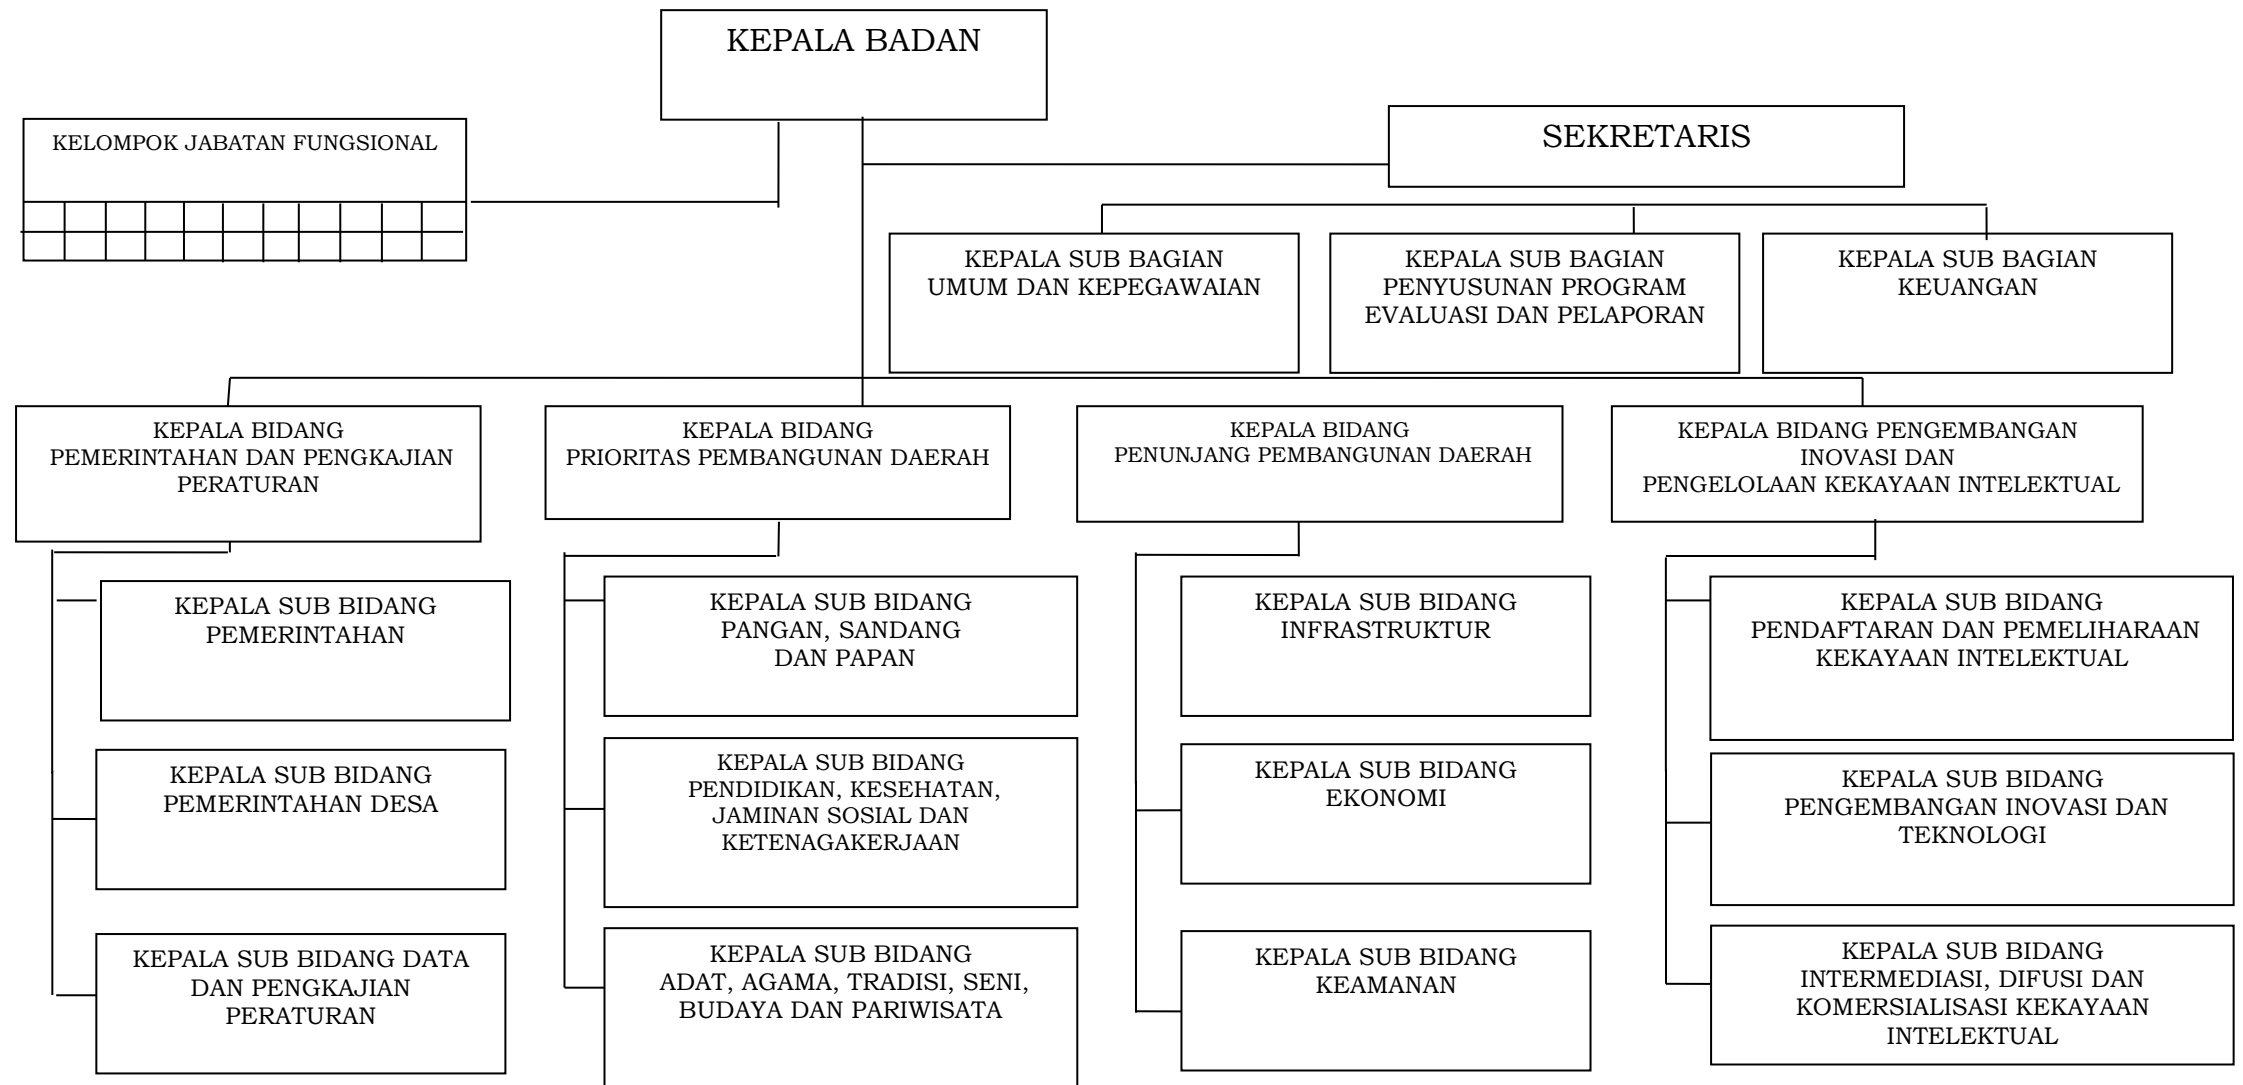 KEPALA BADAN
KELOMPOK JABATAN FUNGSIONAL
SEKRETARIS
KEPALA SUB BAGIAN
UMUM DAN KEPEGAWAIAN
KEPALA SUB BAGIAN
PENYUSUNAN PROGRAM
EVALUASI DAN PELAPORAN
KEPALA SUB BAGIAN
KEUANGAN
KEPALA BIDANG
PEMERINTAHAN DAN PENGKAJIAN
PERATURAN
KEPALA BIDANG
PRIORITAS PEMBANGUNAN DAERAH
KEPALA BIDANG
PENUNJANG PEMBANGUNAN DAERAH
KEPALA BIDANG PENGEMBANGAN
INOVASI DAN
PENGELOLAAN KEKAYAAN INTELEKTUAL
KEPALA SUB BIDANG
PEMERINTAHAN
KEPALA SUB BIDANG
PANGAN, SANDANG
DAN PAPAN
KEPALA SUB BIDANG
INFRASTRUKTUR
KEPALA SUB BIDANG
PENDAFTARAN DAN PEMELIHARAAN
KEKAYAAN INTELEKTUAL
KEPALA SUB BIDANG
PEMERINTAHAN DESA
KEPALA SUB BIDANG
PENDIDIKAN, KESEHATAN,
JAMINAN SOSIAL DAN
KETENAGAKERJAAN
KEPALA SUB BIDANG
EKONOMI
KEPALA SUB BIDANG
PENGEMBANGAN INOVASI DAN
TEKNOLOGI
KEPALA SUB BIDANG DATA
DAN PENGKAJIAN
PERATURAN
KEPALA SUB BIDANG
ADAT, AGAMA, TRADISI, SENI,
BUDAYA DAN PARIWISATA
KEPALA SUB BIDANG
KEAMANAN
KEPALA SUB BIDANG
INTERMEDIASI, DIFUSI DAN
KOMERSIALISASI KEKAYAAN
INTELEKTUAL